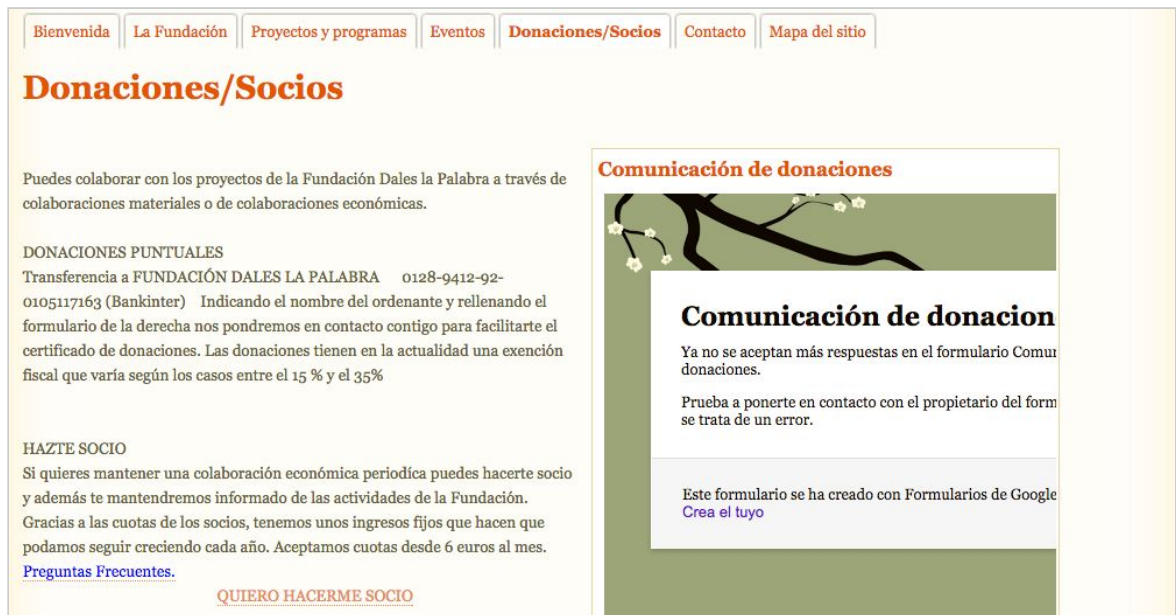 Bienvenida La Fundación Proyectos y programas Eventos Donaciones/Socios Contacto Mapa del sitio
Donaciones/Socios
Puedes colaborar con los proyectos de la Fundación Dales la Palabra a través de
colaboraciones materiales o de colaboraciones económicas.
DONACIONES PUNTUALES
Transferencia a FUNDACIÓN DALES LA PALABRA 0128-9412-92-
0105117163 (Bankinter) Indicando el nombre del ordenante y rellenando el
formulario de la derecha nos pondremos en contacto contigo para facilitarte el
certificado de donaciones. Las donaciones tienen en la actualidad una exención
fiscal que varía según los casos entre el 15 % y el 35%
HAZTE SOCIO
Si quieres mantener una colaboración económica periodíca puedes hacerte socio
y además te mantendremos informado de las actividades de la Fundación.
Gracias a las cuotas de los socios, tenemos unos ingresos fijos que hacen que
podamos seguir creciendo cada año. Aceptamos cuotas desde 6 euros al mes.
Preguntas Frecuentes.
QUIERO HACERME SOCIO
Comunicación de donaciones
Comunicación de donacion
Ya no se aceptan más respuestas en el formulario Comur
donaciones.
Prueba a ponerte en contacto con el propietario del form
se trata de un error.
Este formulario se ha creado con Formularios de Google
Crea el tuyo